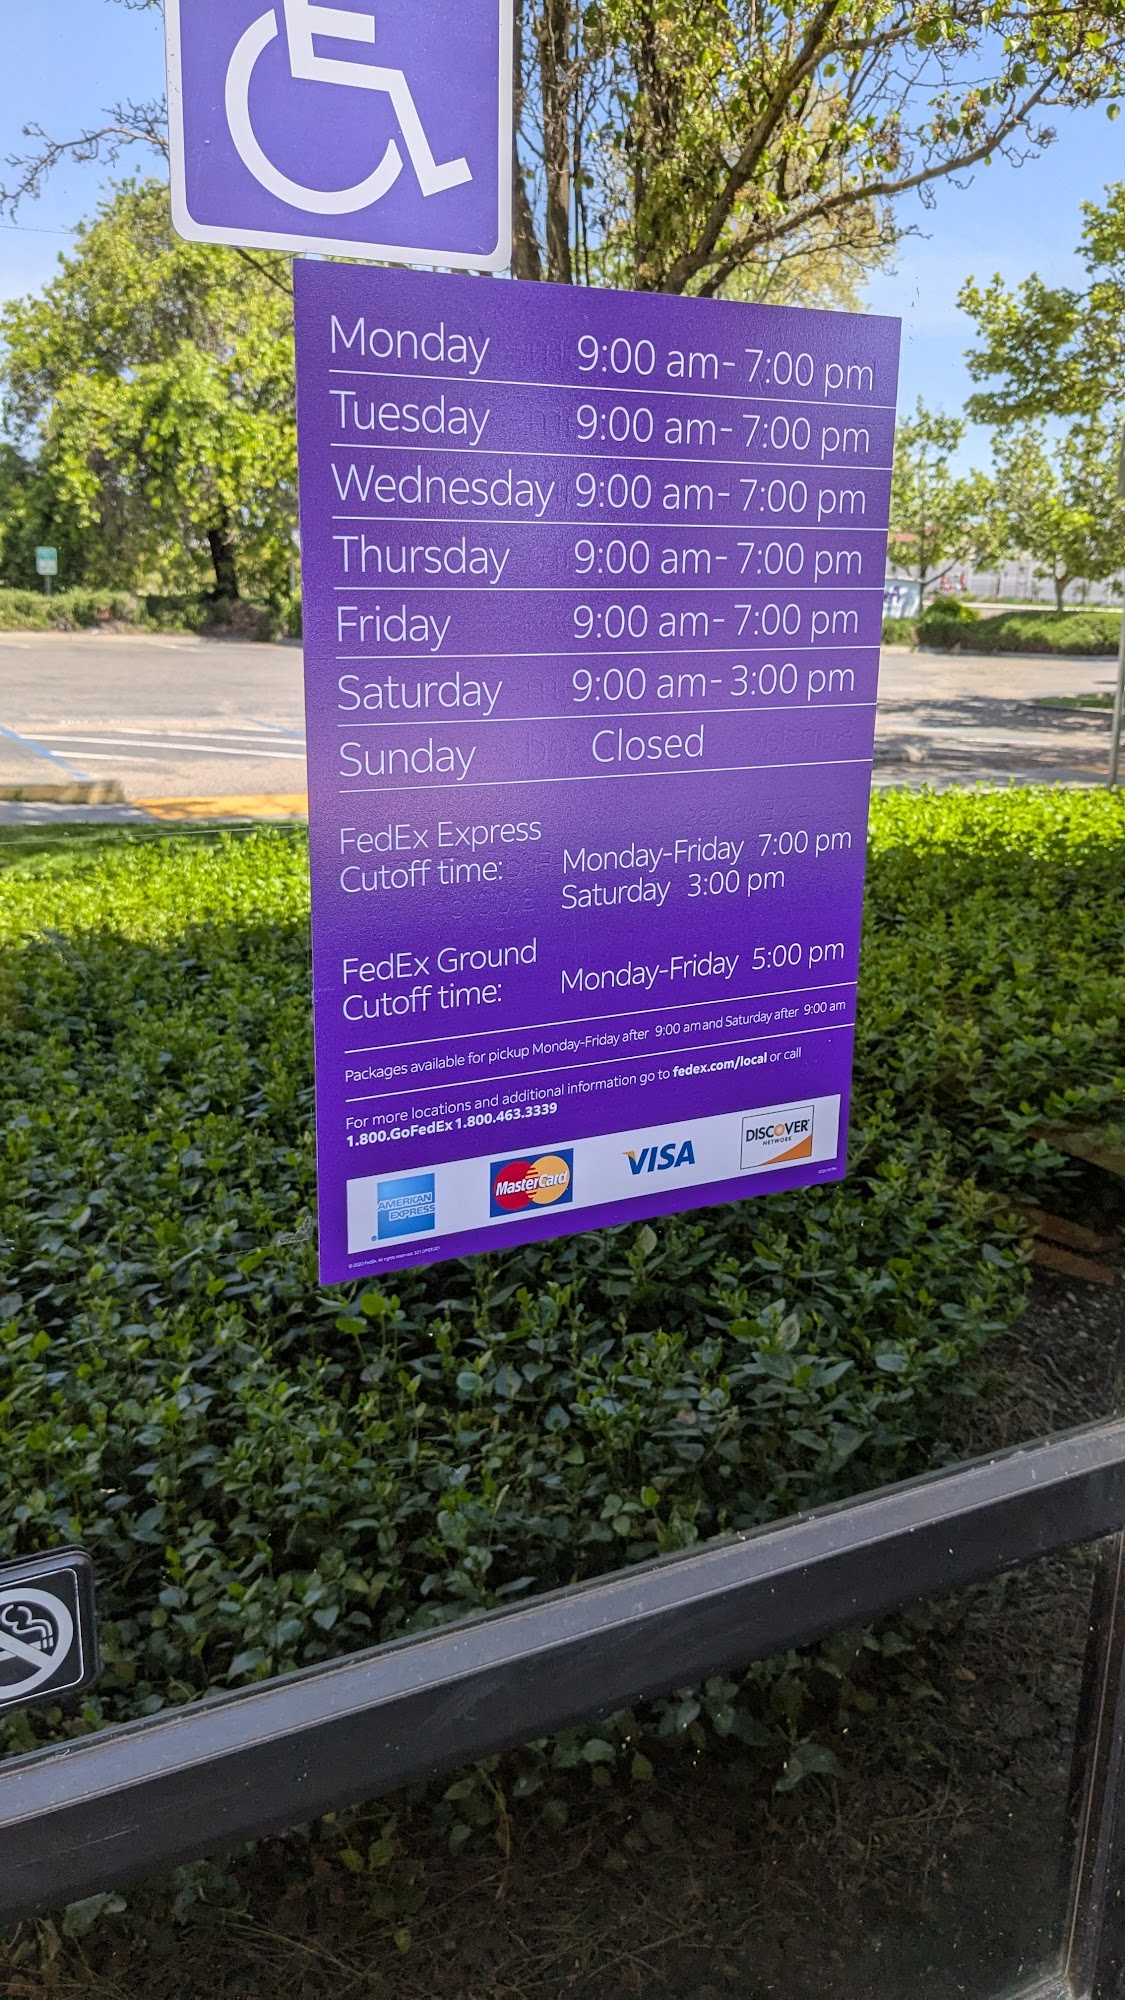 Monday 9:00 am- 7:00 pm
Tuesday 9:00 am- 7:00 pm
Wednesday 9:00 am- 7:00 pm
Thursday 9:00 am- 7:00 pm
Friday 9:00 am- 7:00 pm
Saturday 9:00 am- 3:00 pm
Sunday Closed
FedEx Express
Cutoff time:
Monday-Friday 7:00 pm
Saturday 3:00 pm
FedEx Ground
Cutoff time:
Monday-Friday 5:00 pm
Packages available for pickup Monday-Friday after 9:00 am and Saturday after 9:00 am
For more locations and additional information go to fedex.com/local or call
1.800.GoFedEx 1.800.463.3339
AMERICAN
EXPRESS
MasterCard
VISA
DISCOVER
NETWORK
© 2020 FedEx. All rights reserved.